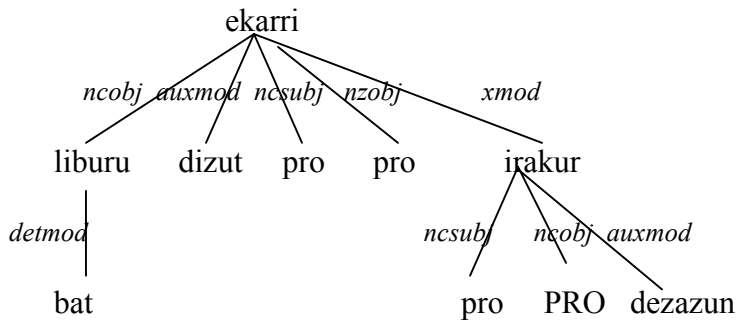 ekarri
ncobj auxmod ncsubj nzobj xmod
liburu dizut pro pro irakur
detmod ncsubj ncobj auxmod
bat pro PRO dezazun